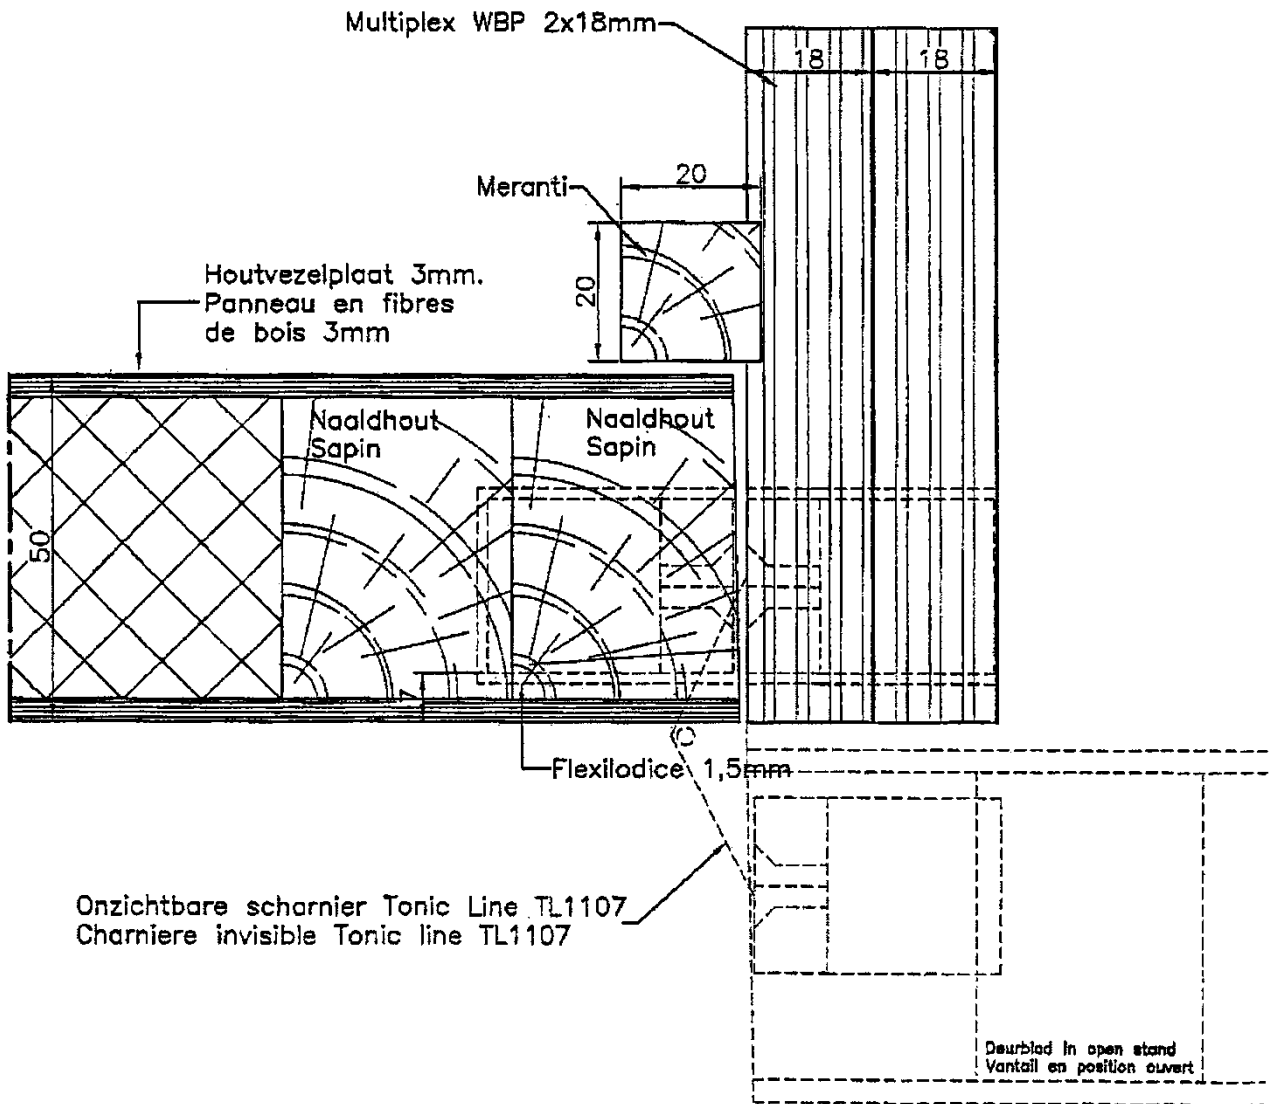 Multiplex WBP 2x18mm
18
18
20
Meranti
20
Houtvezelplaat 3mm.
Panneau en fibres
de bois 3mm
Naaldhout
Sapin
Naaldhout
Sapin
50
7
Flexilodice 1,5mm
Onzichtbare scharnier Tonic Line TL1107
Charniere invisible Tonic line TL1107
Deurblad in open stand
Vantail en position ouvert